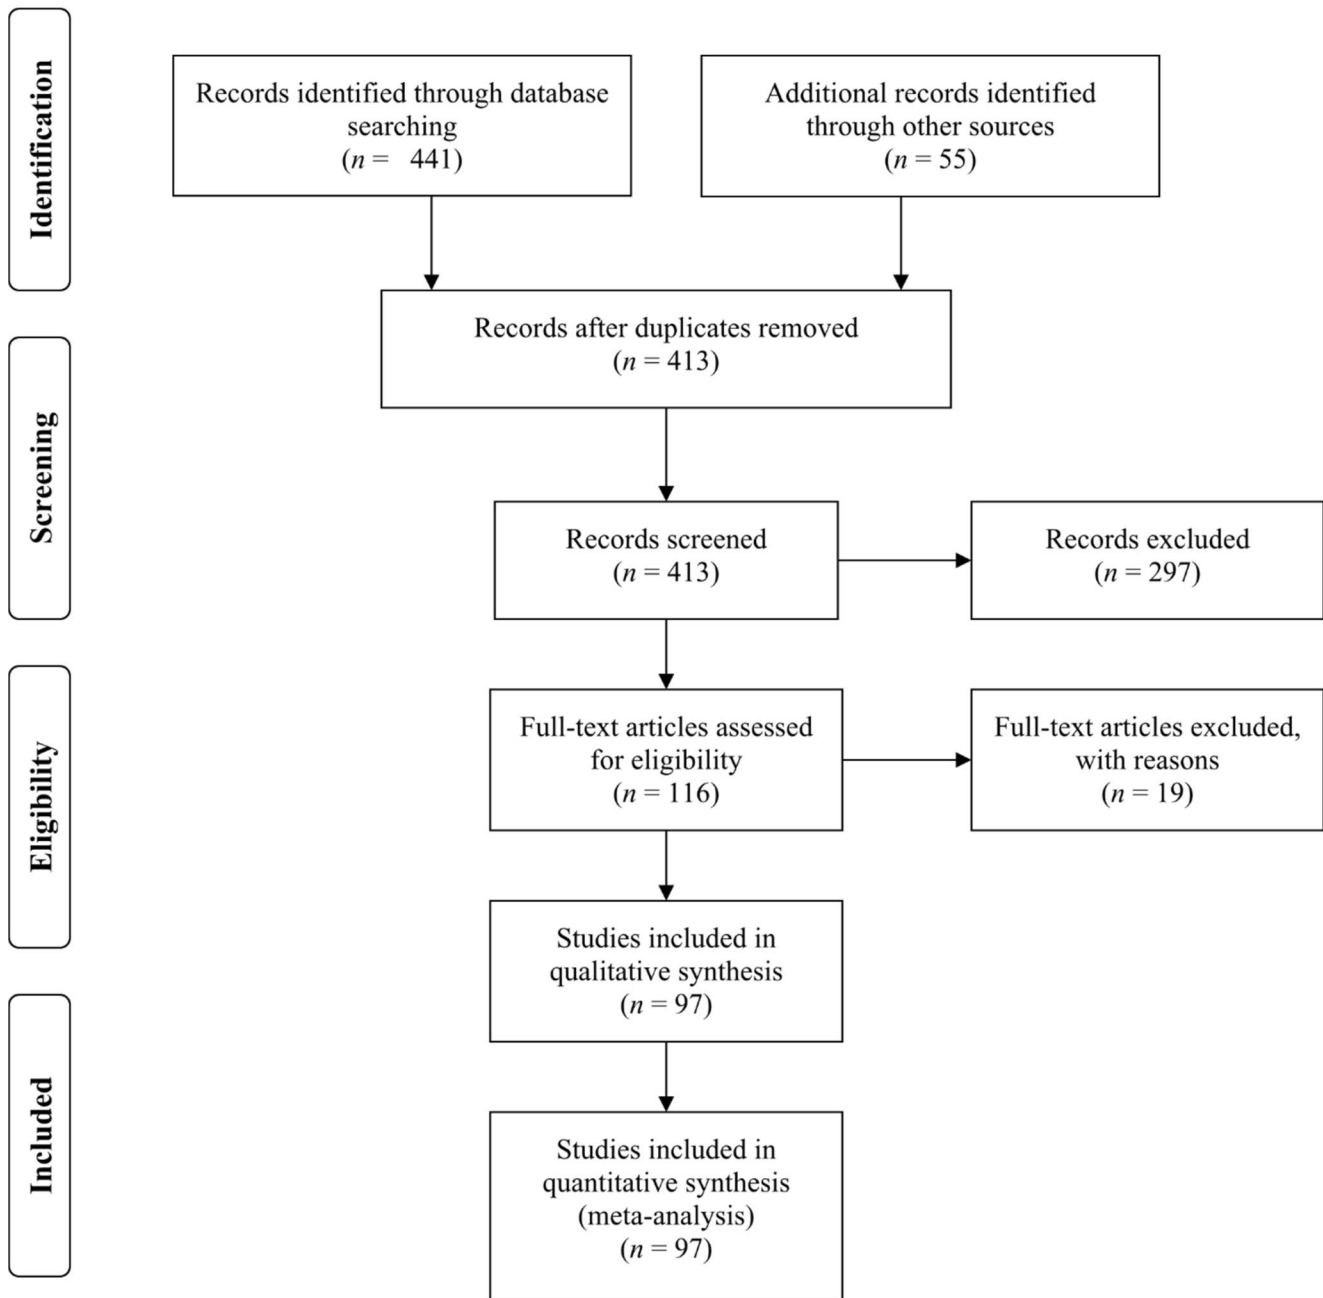 Identification
Records identified through database
searching
(n = 441)
Additional records identified
through other sources
(n = 55)
Records after duplicates removed
(n = 413)
Screening
Records screened
(n = 413)
Records excluded
(n = 297)
Eligibility
Full-text articles assessed
for eligibility
(n = 116)
Full-text articles excluded,
with reasons
(n = 19)
Studies included in
qualitative synthesis
(n = 97)
Included
Studies included in
quantitative synthesis
(meta-analysis)
(n = 97)